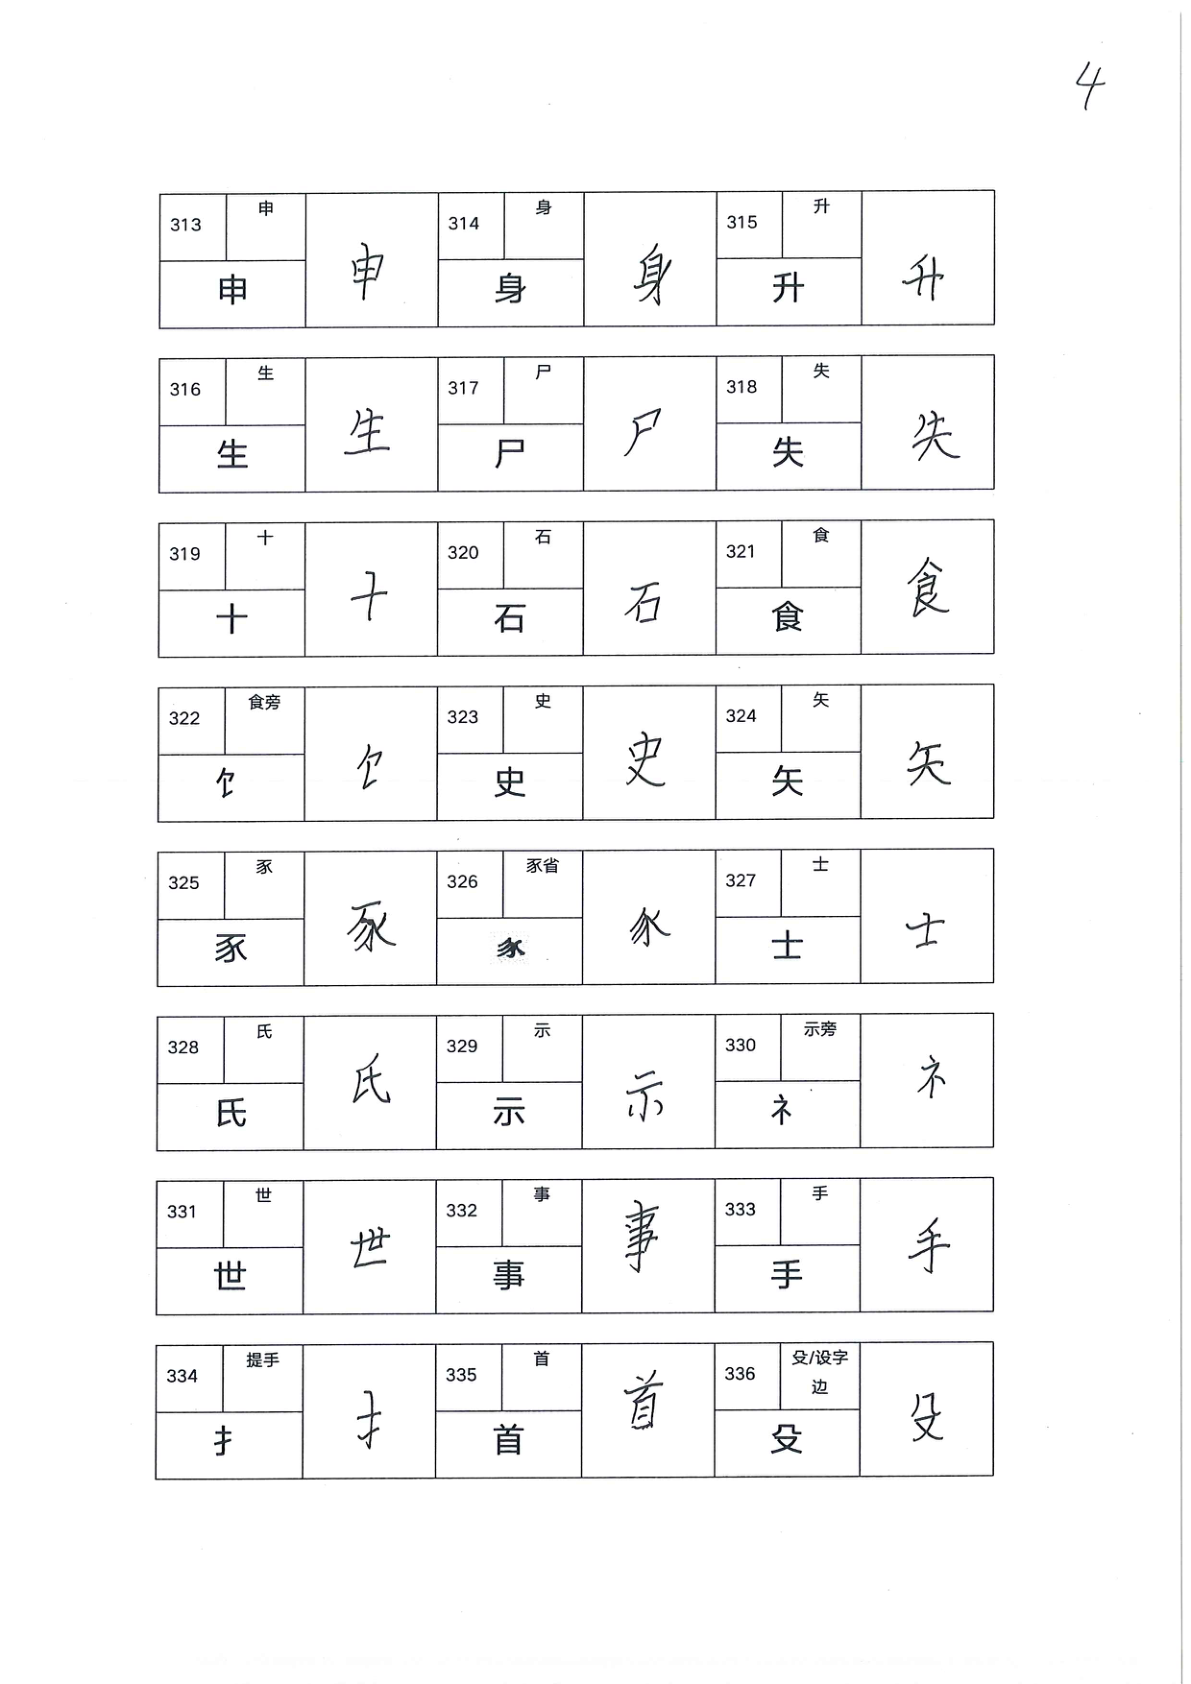 4
313 申 申 申 314 身 身 身 315 升 升 升
316 生 生 生 317 尸 尸 尸 318 失 失 失
319 十 十 十 320 石 石 石 321 食 食 食
322 食旁 饣 饣 323 史 史 史 324 矢 矢 矢
325 豕 豕 豕 326 豕省 327 士 士 士
328 氏 氏 氏 329 示 示 示 330 示旁 礻 礻
331 世 世 世 332 事 事 事 333 手 手 手
334 提手 扌 扌 335 首 首 首 336 殳/设字边 殳 殳